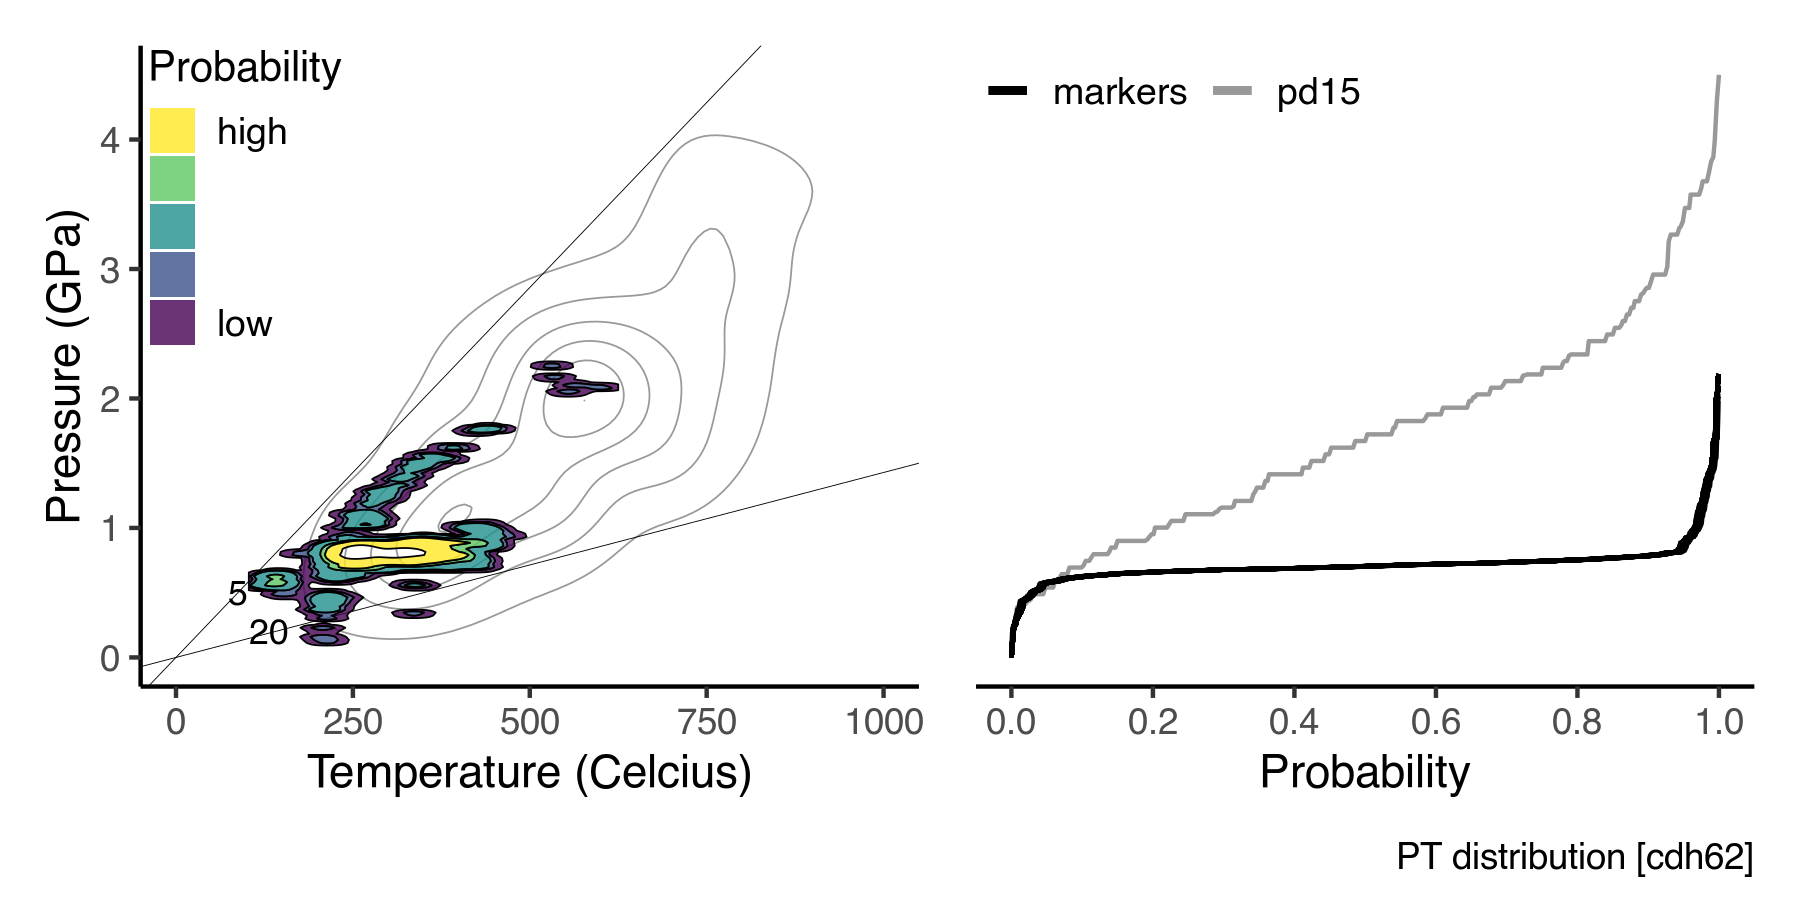 Probability
high
low
4
3
2
1
0
Pressure (GPa)
5
20
0 250 500 750 1000
Temperature (Celcius)
markers pd15
0.0 0.2 0.4 0.6 0.8 1.0
Probability
PT distribution [cdh62]